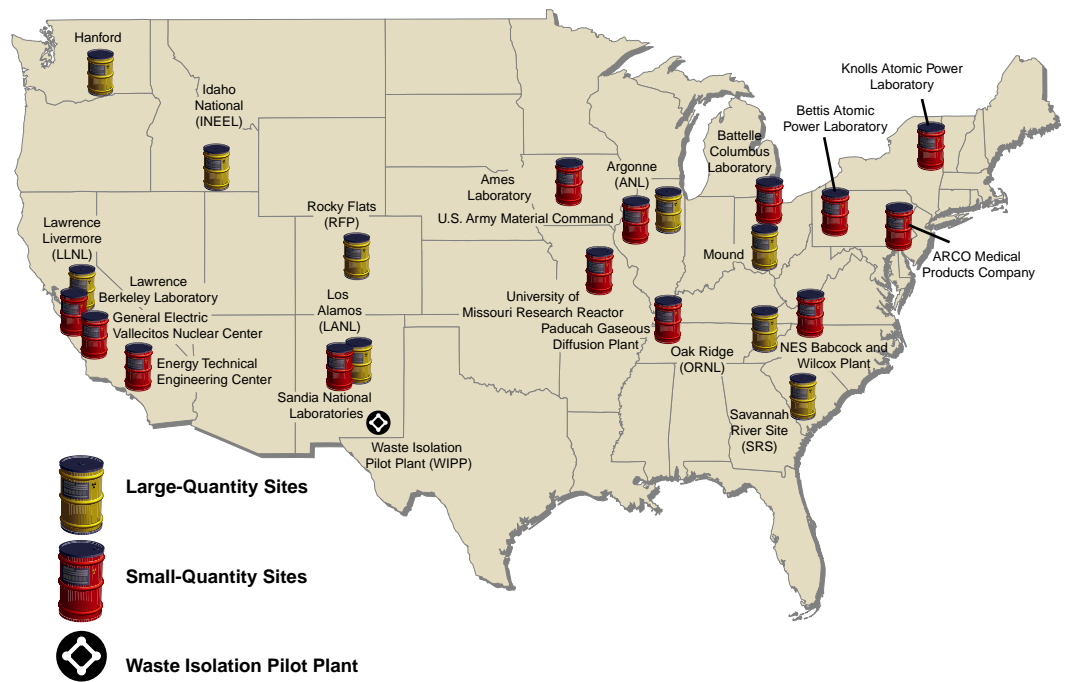 Hanford
Idaho
National
(INEEL)
Knolls Atomic Power
Laboratory
Bettis Atomic
Power Laboratory
Battelle
Columbus
Laboratory
Argonne
(ANL)
Ames
Laboratory
U.S. Army Material Command
Rocky Flats
(RFP)
Lawrence
Livermore
(LLNL)
Mound
ARCO Medical
Products Company
Lawrence
Berkeley Laboratory
General Electric
Vallecitos Nuclear Center
Los
Alamos
(LANL)
University of
Missouri Research Reactor
Paducah Gaseous
Diffusion Plant
Oak Ridge
(ORNL)
NES Babcock and
Wilcox Plant
Energy Technical
Engineering Center
Sandia National
Laboratories
Savannah
River Site
(SRS)
Waste Isolation
Pilot Plant (WIPP)
Large-Quantity Sites
Small-Quantity Sites
Waste Isolation Pilot Plant